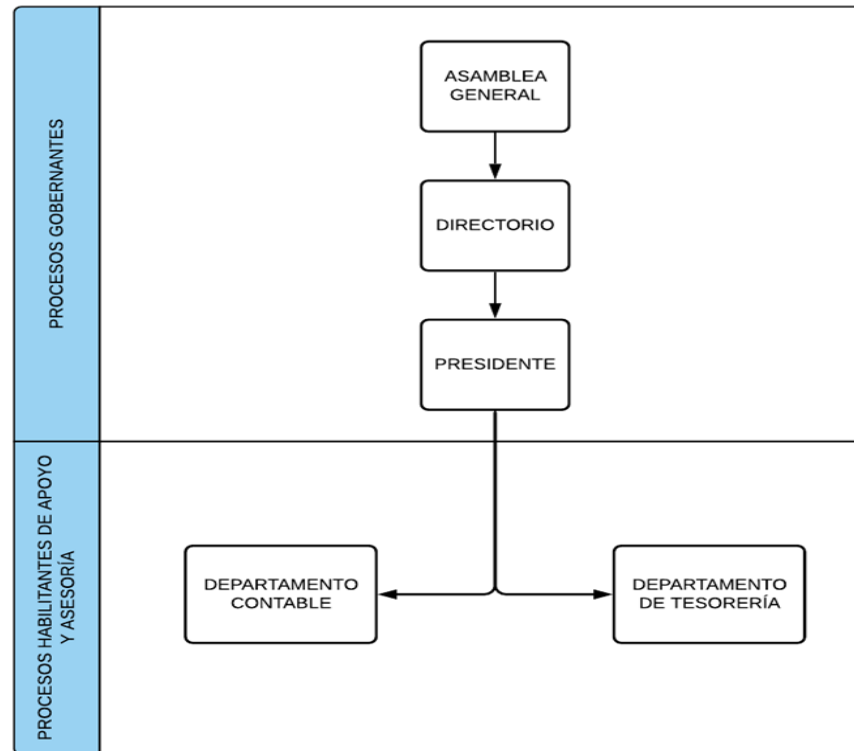 PROCESOS GOBERNANTES
ASAMBLEA
GENERAL
DIRECTORIO
PRESIDENTE
PROCESOS HABILITANTES DE APOYO
Y ASESORÍA
DEPARTAMENTO
CONTABLE
DEPARTAMENTO
DE TESORERÍA